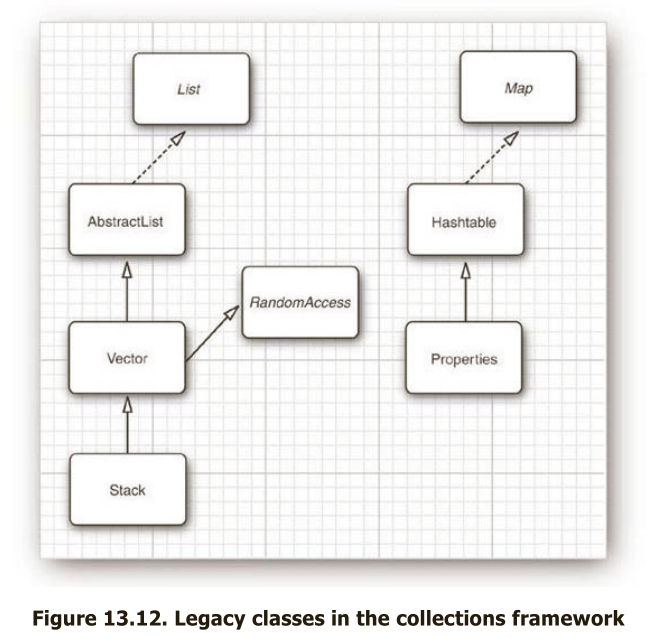 List
Map
AbstractList
Hashtable
RandomAccess
Vector
Properties
Stack
Figure 13.12. Legacy classes in the collections framework